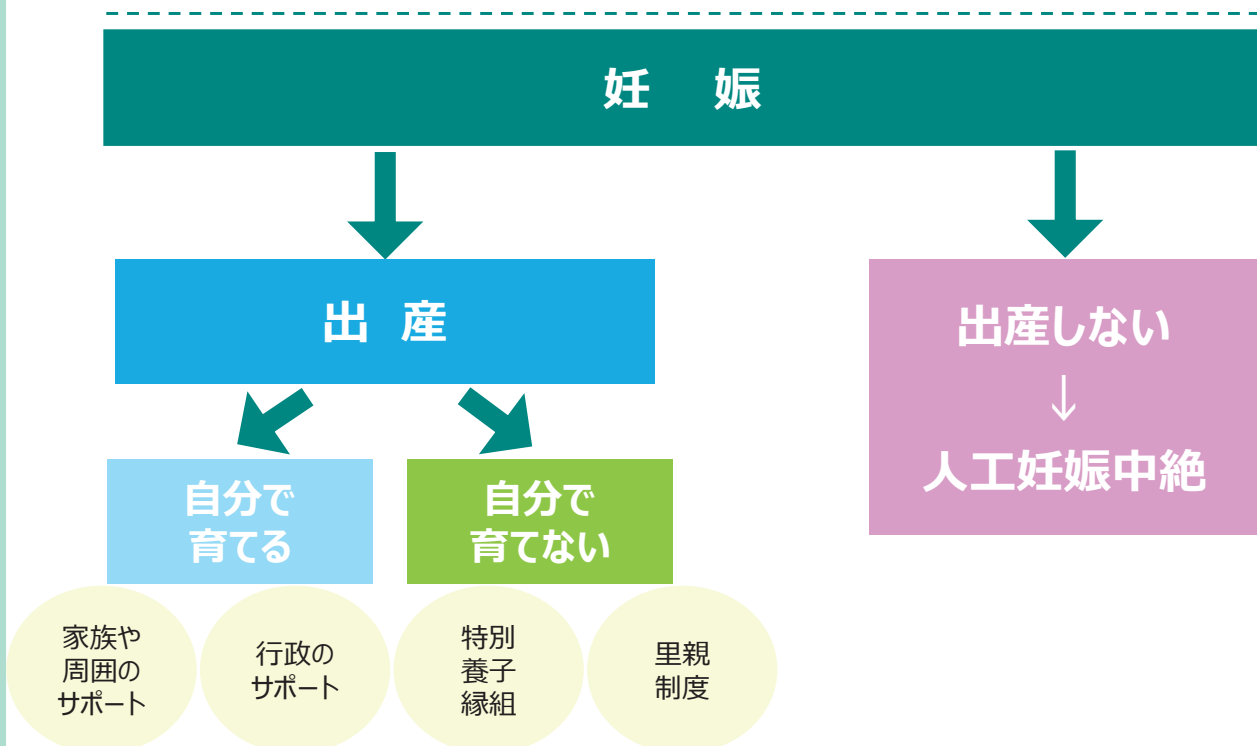 妊　娠
出　産
出産しない
↓
人工妊娠中絶
自分で
育てる
自分で
育てない
家族や
周囲の
サポート
行政の
サポート
特別
養子
縁組
里親
制度